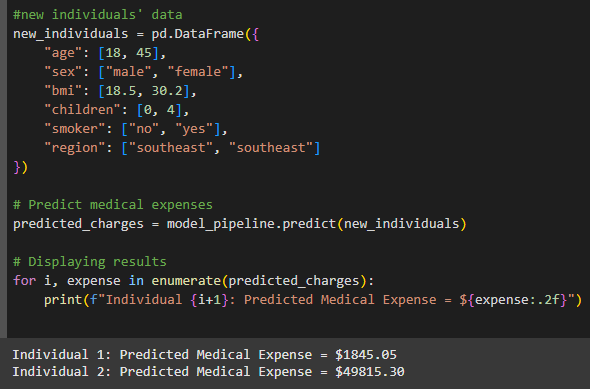 #new individuals' data
new_individuals = pd.DataFrame({
    "age": [18, 45],
    "sex": ["male", "female"],
    "bmi": [18.5, 30.2],
    "children": [0, 4],
    "smoker": ["no", "yes"],
    "region": ["southeast", "southeast"]
})

# Predict medical expenses
predicted_charges = model_pipeline.predict(new_individuals)

# Displaying results
for i, expense in enumerate(predicted_charges):
    print(f"Individual {i+1}: Predicted Medical Expense = ${expense:.2f}")

Individual 1: Predicted Medical Expense = $1845.05
Individual 2: Predicted Medical Expense = $49815.30